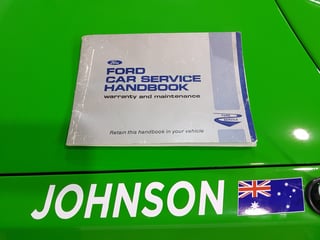 Ford
FORD
CAR SERVICE
HANDBOOK
warranty and maintenance
Retain this handbook in your vehicle
JOHNSON